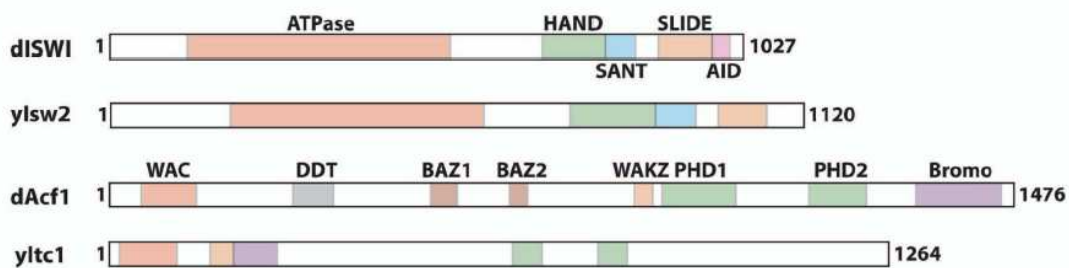 ATPase HAND SLIDE
dISWI 1 1027
SANT AID
yIsw2 1 1120
WAC DDT BAZ1 BAZ2 WAKZ PHD1 PHD2 Bromo
dAcf1 1 1476
yItc1 1 1264